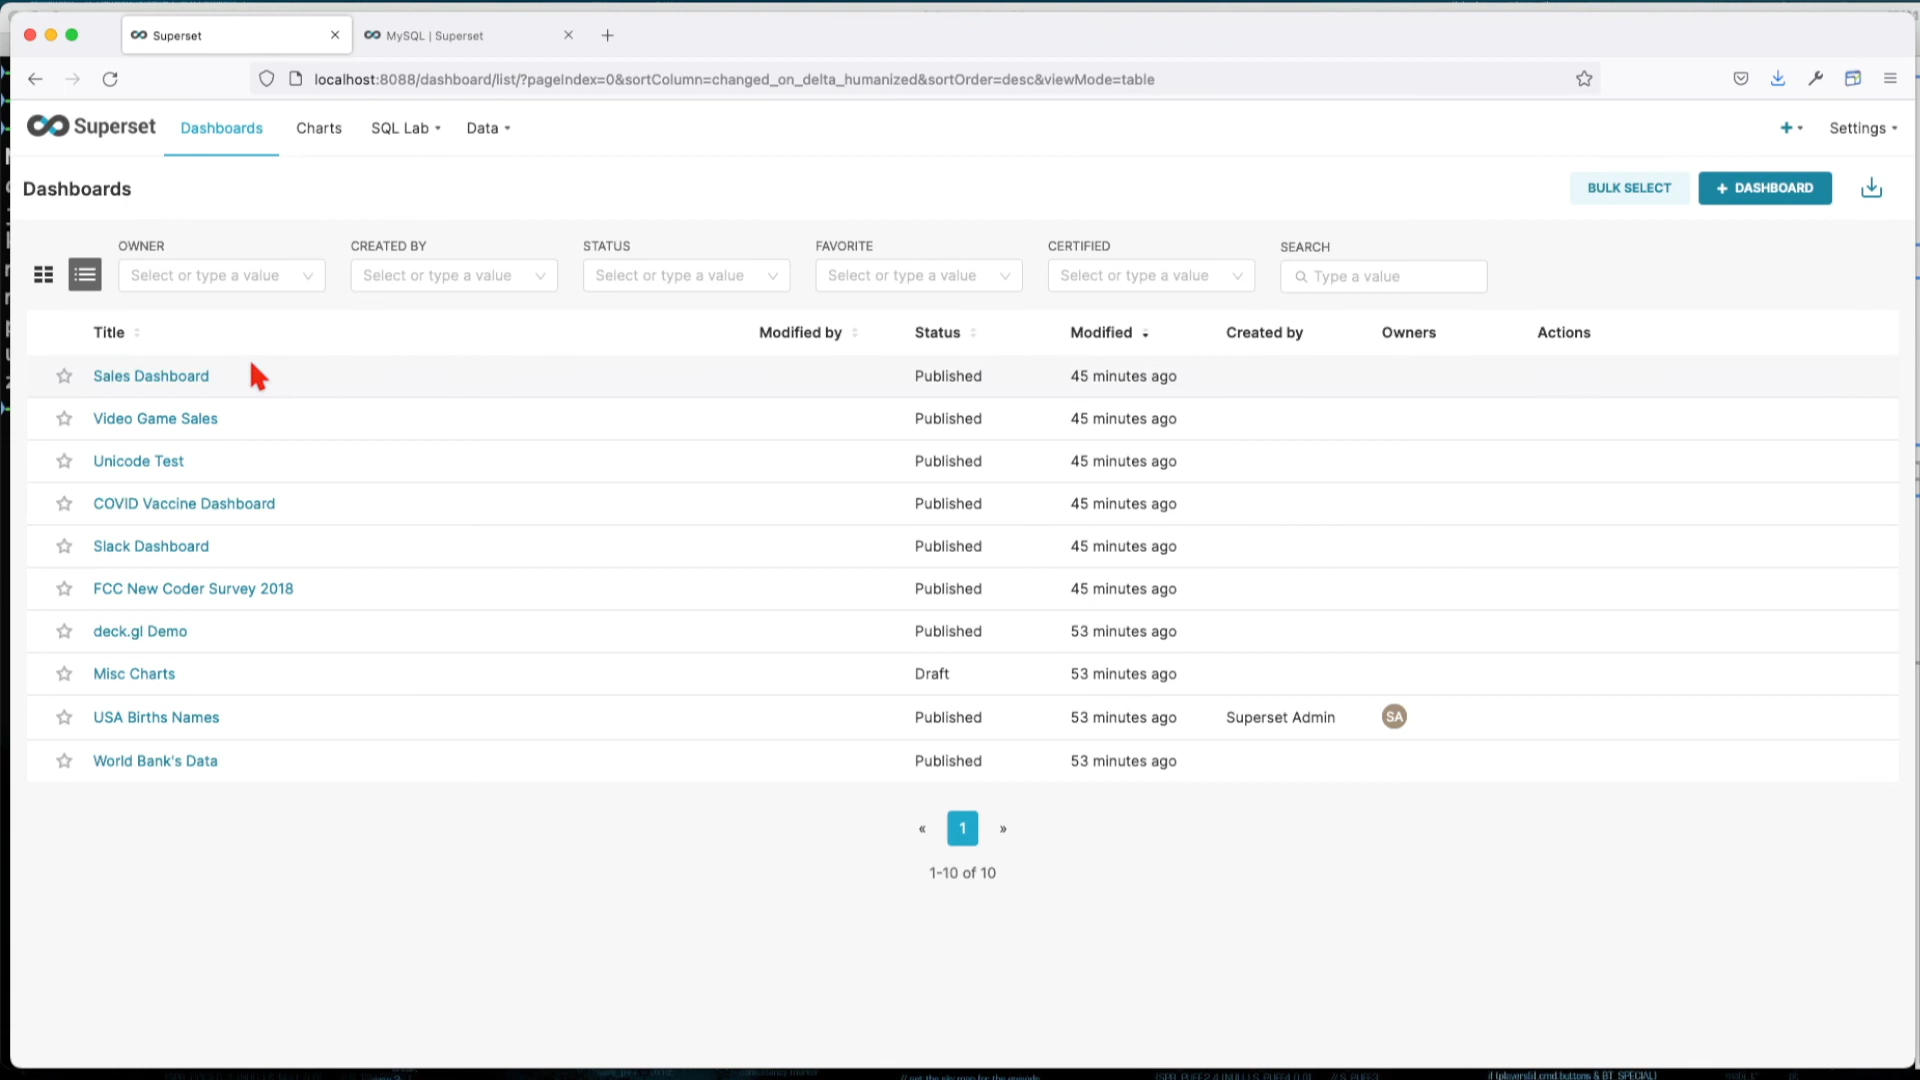 Superset
MySQL | Superset
localhost:8088/dashboard/list/?pageIndex=0&sortColumn=changed_on_delta_humanized&sortOrder=desc&viewMode=table
Superset Dashboards Charts SQL Lab Data Settings
Dashboards BULK SELECT + DASHBOARD
OWNER CREATED BY STATUS FAVORITE CERTIFIED SEARCH
Select or type a value Select or type a value Select or type a value Select or type a value Select or type a value Type a value
Title Modified by Status Modified Created by Owners Actions
Sales Dashboard Published 45 minutes ago
Video Game Sales Published 45 minutes ago
Unicode Test Published 45 minutes ago
COVID Vaccine Dashboard Published 45 minutes ago
Slack Dashboard Published 45 minutes ago
FCC New Coder Survey 2018 Published 45 minutes ago
deck.gl Demo Published 53 minutes ago
Misc Charts Draft 53 minutes ago
USA Births Names Published 53 minutes ago Superset Admin SA
World Bank's Data Published 53 minutes ago
« 1 »
1-10 of 10